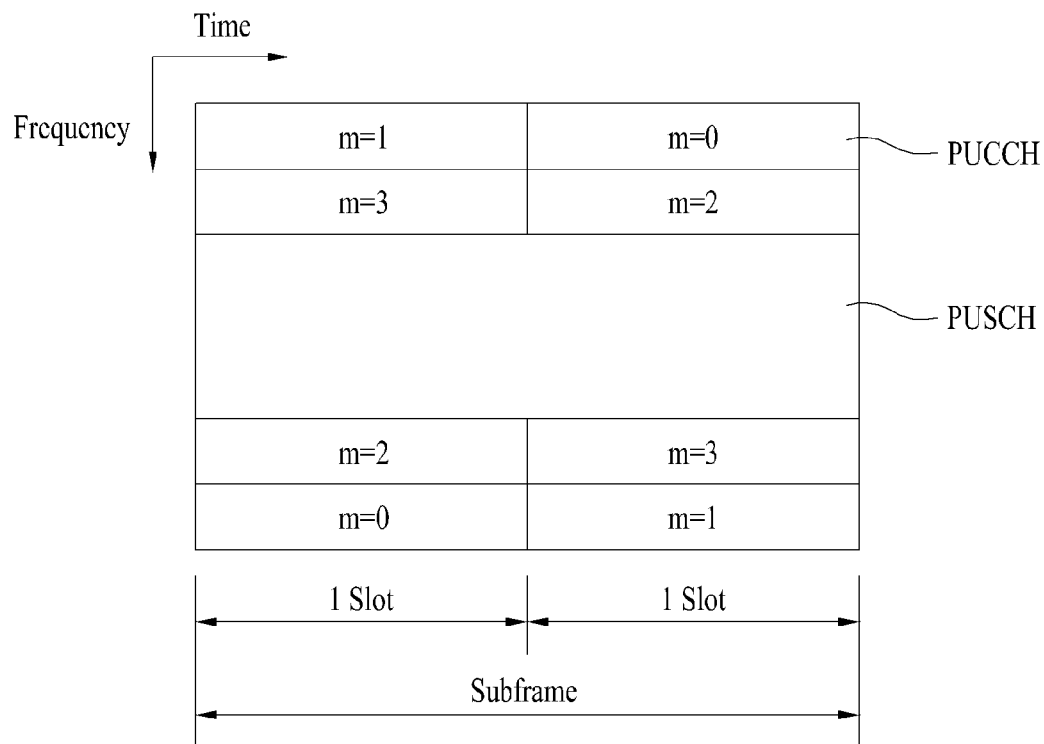 Time
Frequency
m=1 m=0
PUCCH
m=3 m=2
PUSCH
m=2 m=3
m=0 m=1
1 Slot 1 Slot
Subframe